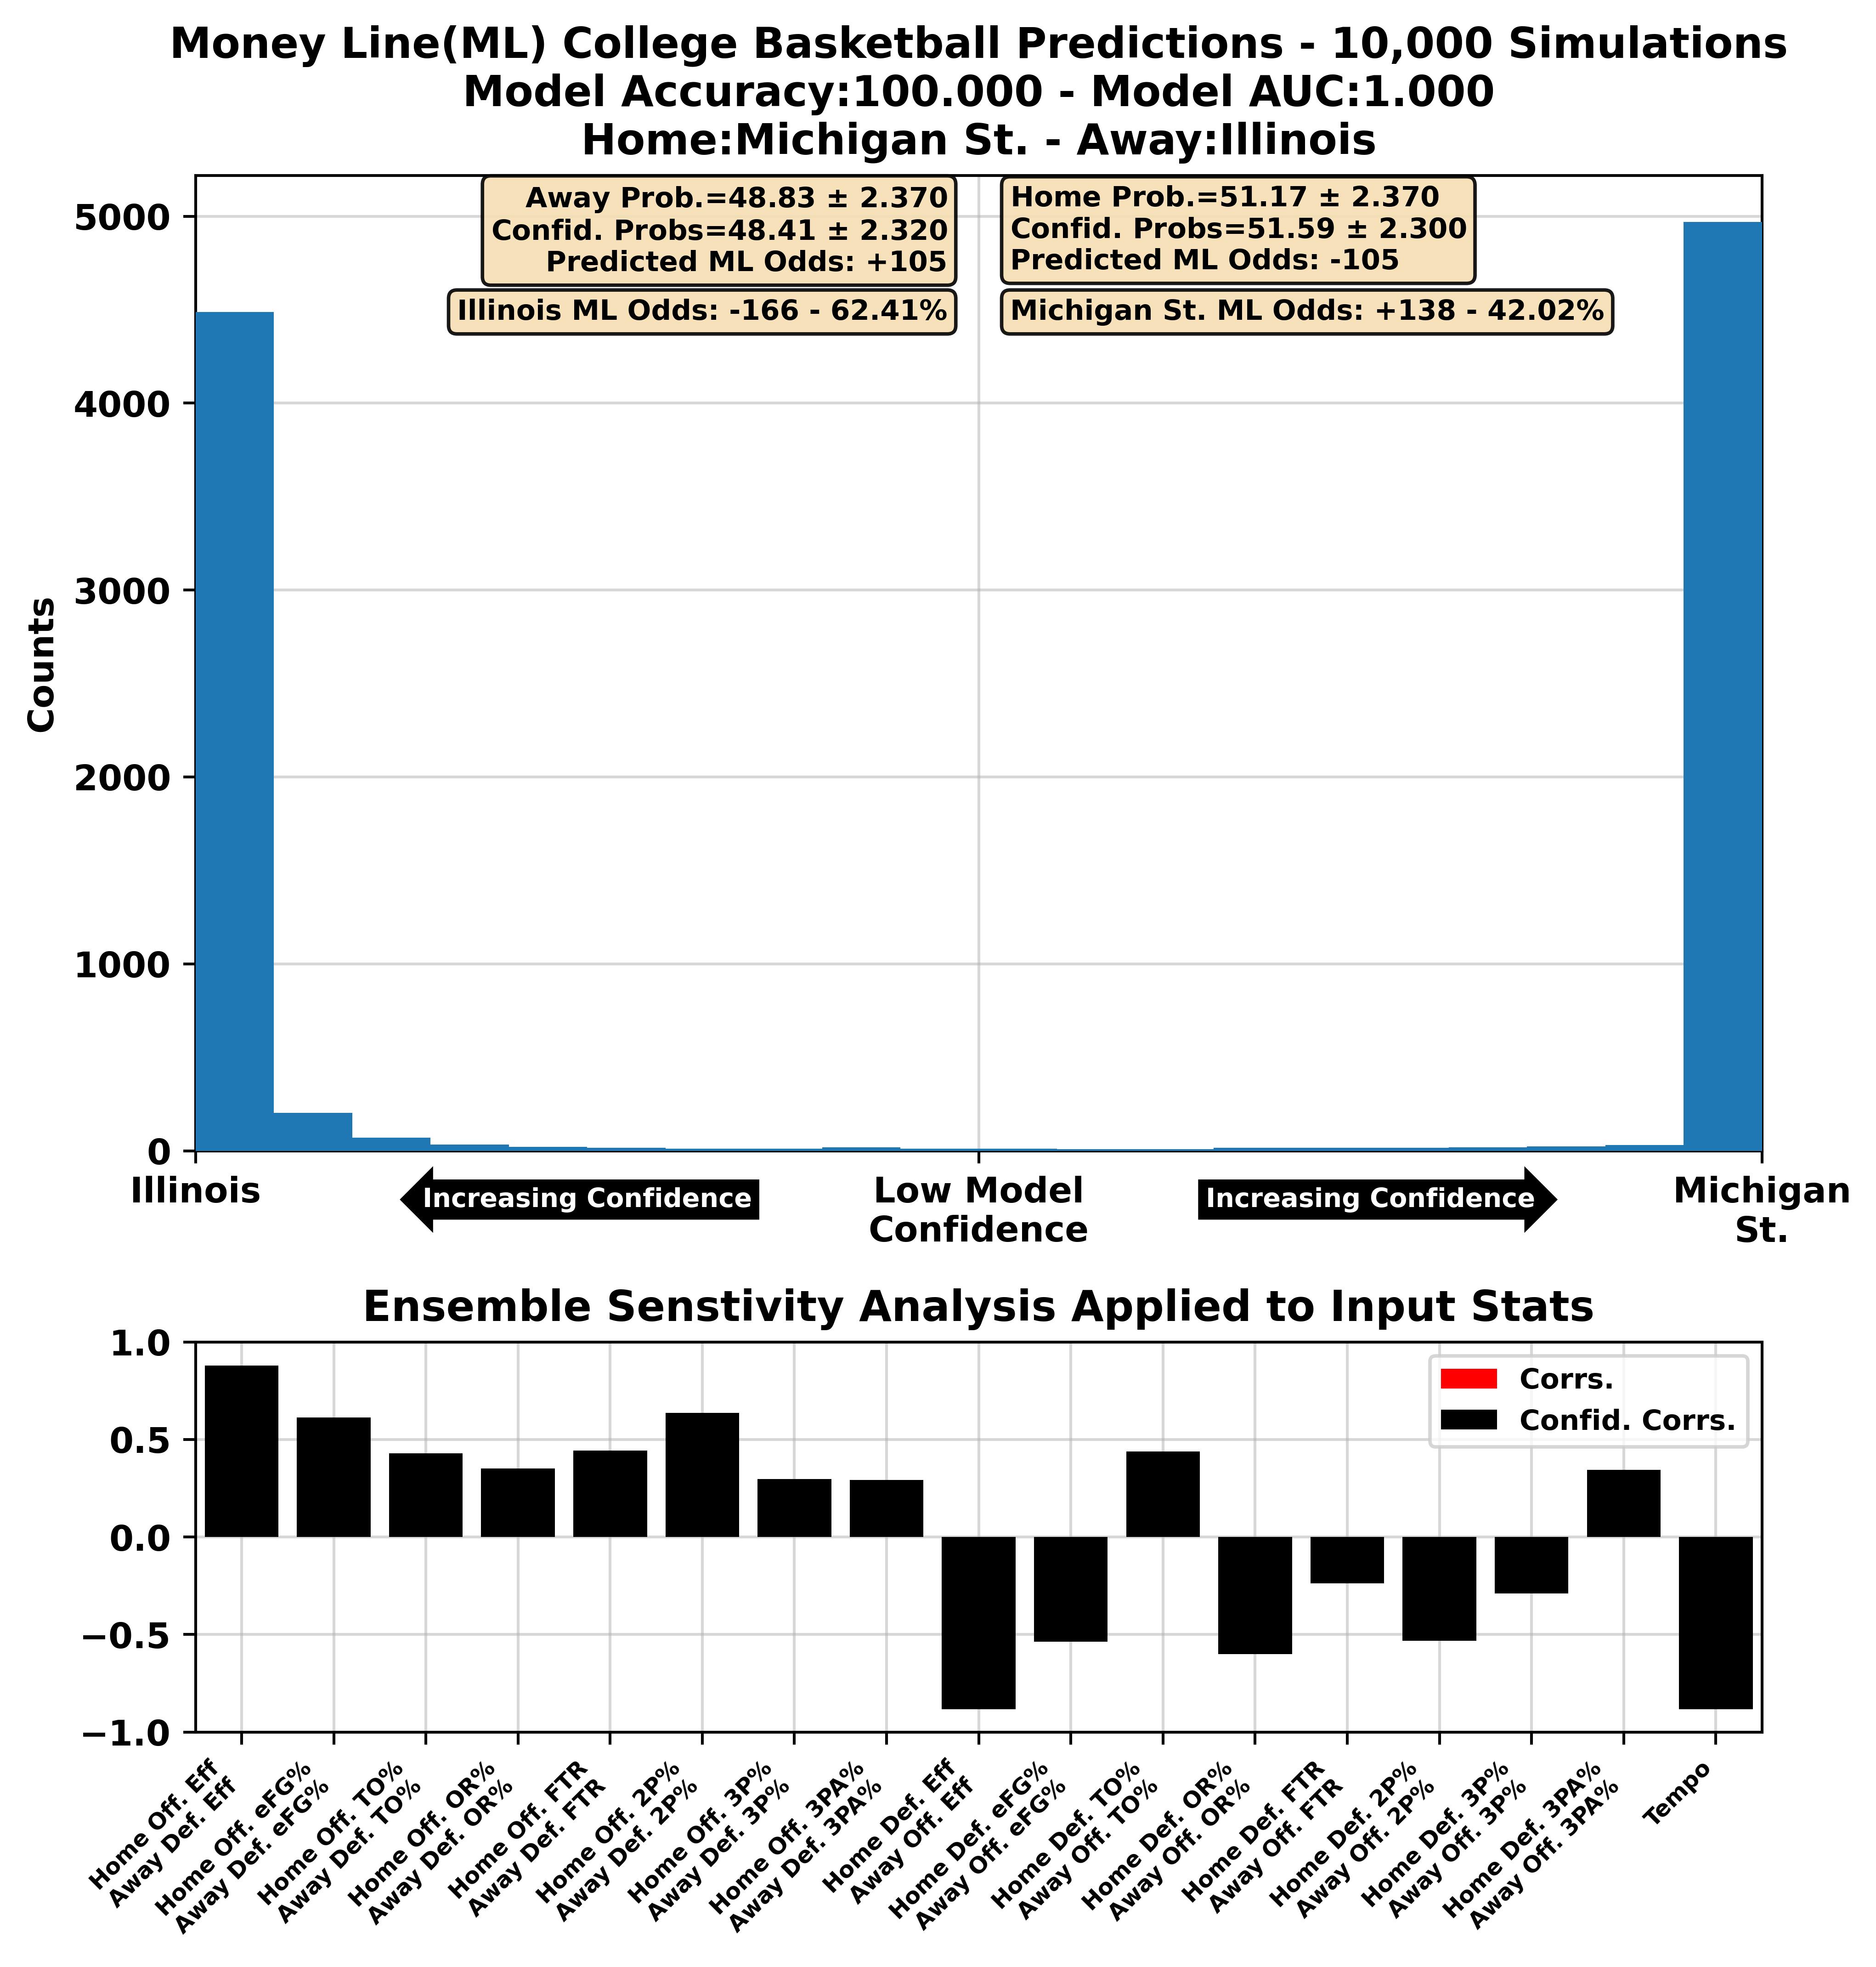 Money Line(ML) College Basketball Predictions - 10,000 Simulations
Model Accuracy:100.000 - Model AUC:1.000
Home:Michigan St. - Away:Illinois
Away Prob.=48.83 ± 2.370
Confid. Probs=48.41 ± 2.320
Predicted ML Odds: +105
Illinois ML Odds: -166 - 62.41%
Home Prob.=51.17 ± 2.370
Confid. Probs=51.59 ± 2.300
Predicted ML Odds: -105
Michigan St. ML Odds: +138 - 42.02%
Counts
5000
4000
3000
2000
1000
0
Illinois
Increasing Confidence
Low Model
Confidence
Increasing Confidence
Michigan
St.
Ensemble Senstivity Analysis Applied to Input Stats
1.0
0.5
0.0
−0.5
−1.0
Corrs.
Confid. Corrs.
Home Off. Eff
Away Def. Eff
Home Off. eFG%
Away Def. eFG%
Home Off. TO%
Away Def. TO%
Home Off. OR%
Away Def. OR%
Home Off. FTR
Away Def. FTR
Home Off. 2P%
Away Def. 2P%
Home Off. 3P%
Away Def. 3P%
Home Off. 3PA%
Away Def. 3PA%
Home Def. Eff
Away Off. Eff
Home Def. eFG%
Away Off. eFG%
Home Def. TO%
Away Off. TO%
Home Def. OR%
Away Off. OR%
Home Def. FTR
Away Off. FTR
Home Def. 2P%
Away Off. 2P%
Home Def. 3P%
Away Off. 3P%
Home Def. 3PA%
Away Off. 3PA%
Tempo